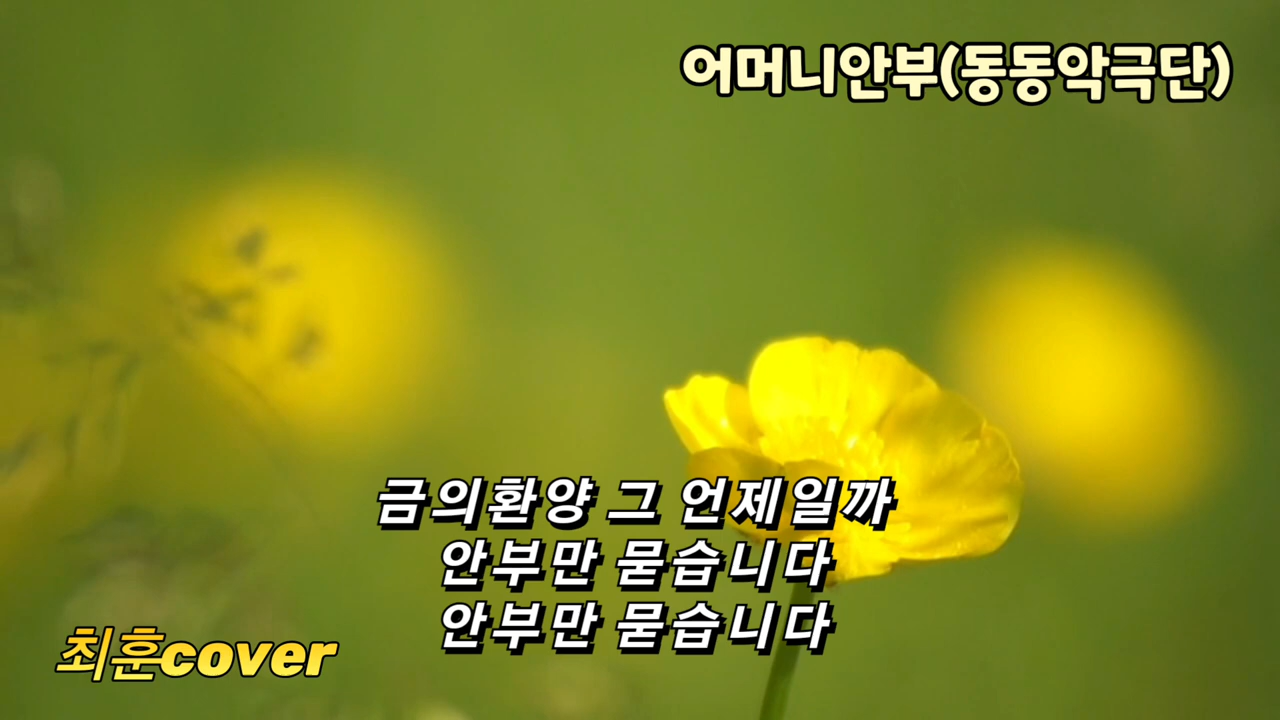 어머니안부(동동악극단)
금의환양 그 언제일까
안부만 묻습니다
안부만 묻습니다
최훈cover